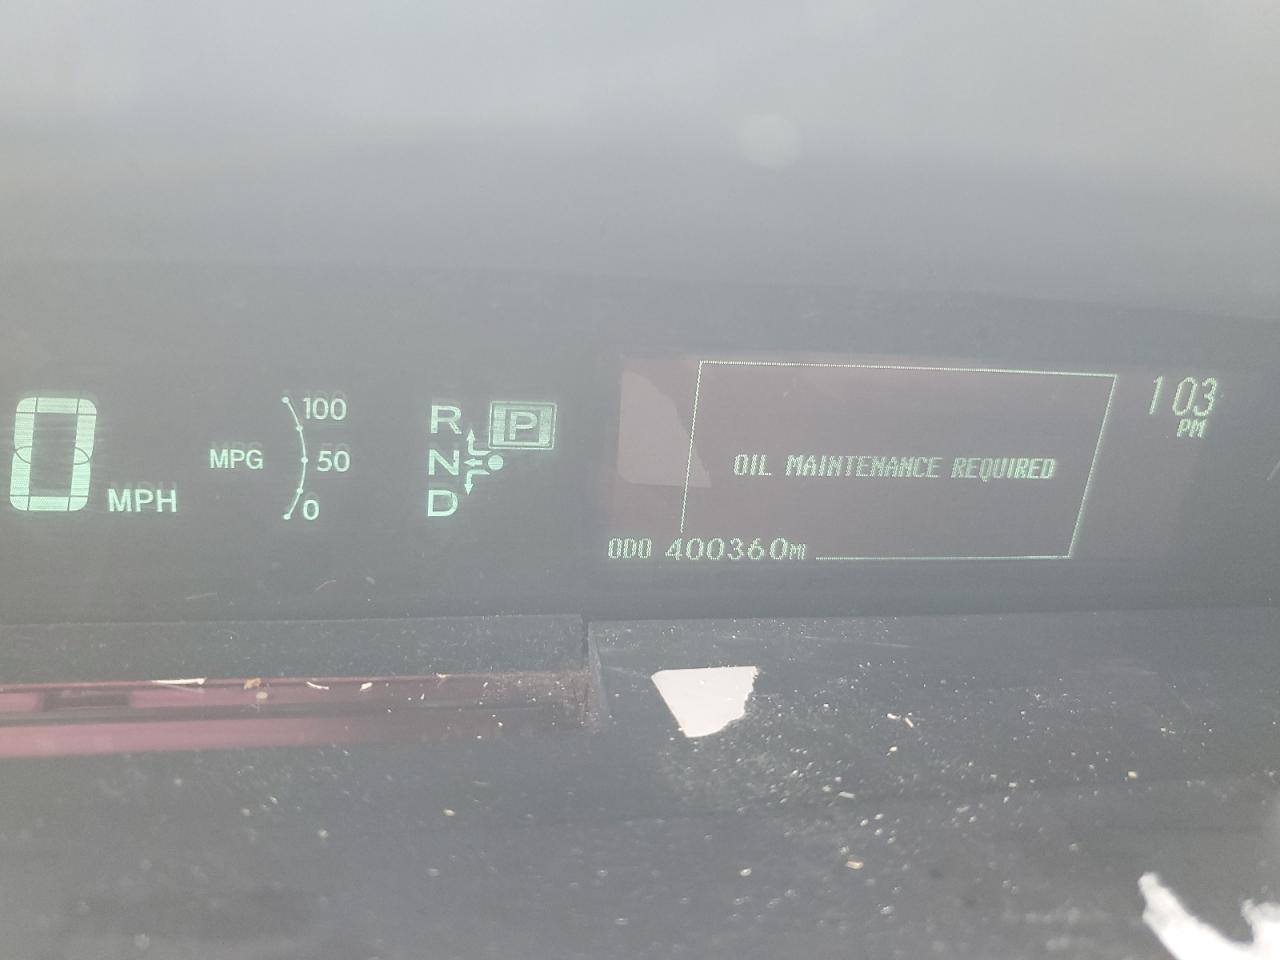 0 MPH
MPG
100
50
0
R
P
N
D
OIL MAINTENANCE REQUIRED
ODO 400360MI
1 03
PM